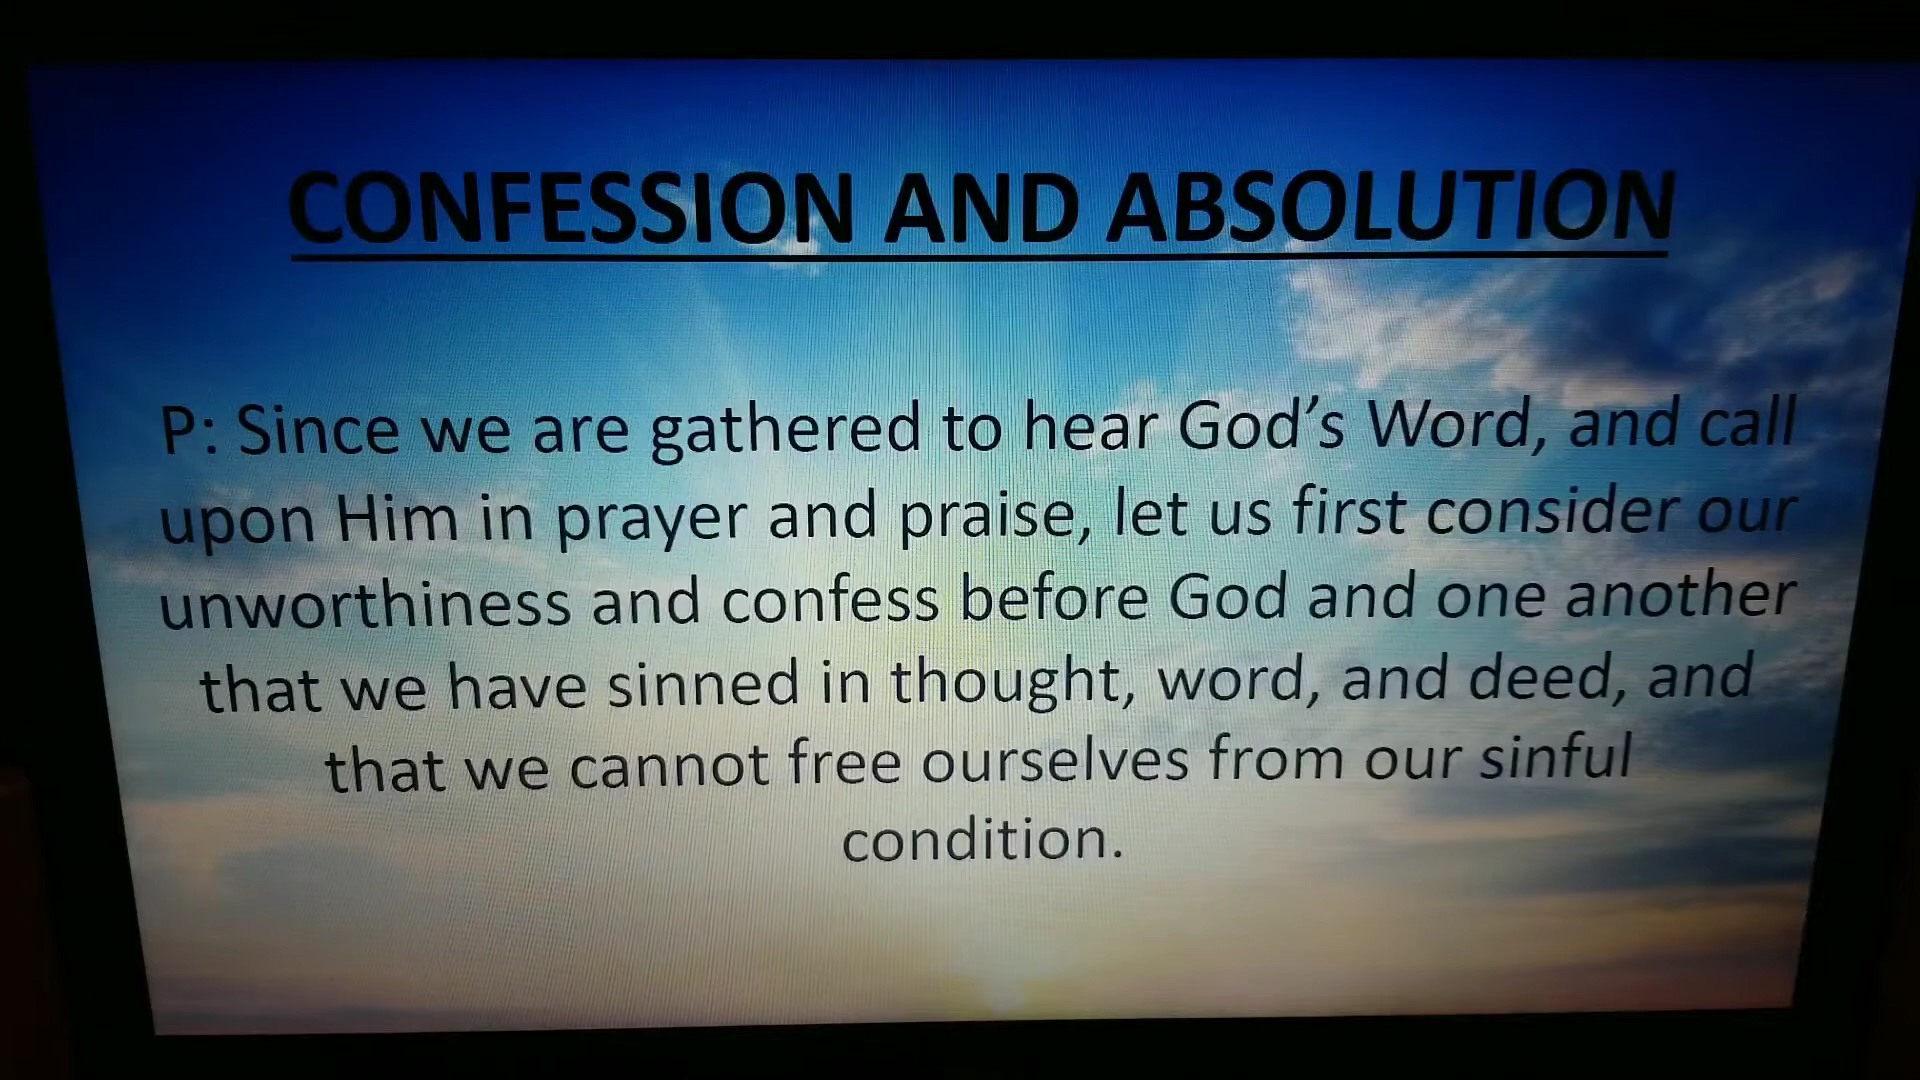 CONFESSION AND ABSOLUTION
P: Since we are gathered to hear God’s Word, and call
upon Him in prayer and praise, let us first consider our
unworthiness and confess before God and one another
that we have sinned in thought, word, and deed, and
that we cannot free ourselves from our sinful
condition.